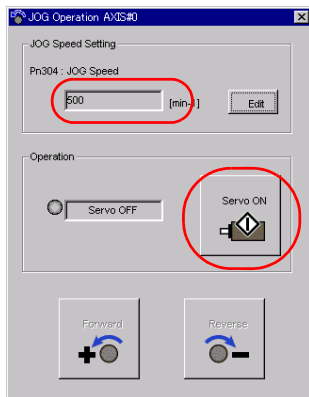 JOG Operation AXIS#0
JOG Speed Setting
Pn304 : JOG Speed
500 [min-1] Edit
Operation
Servo OFF
Servo ON
Forward Reverse